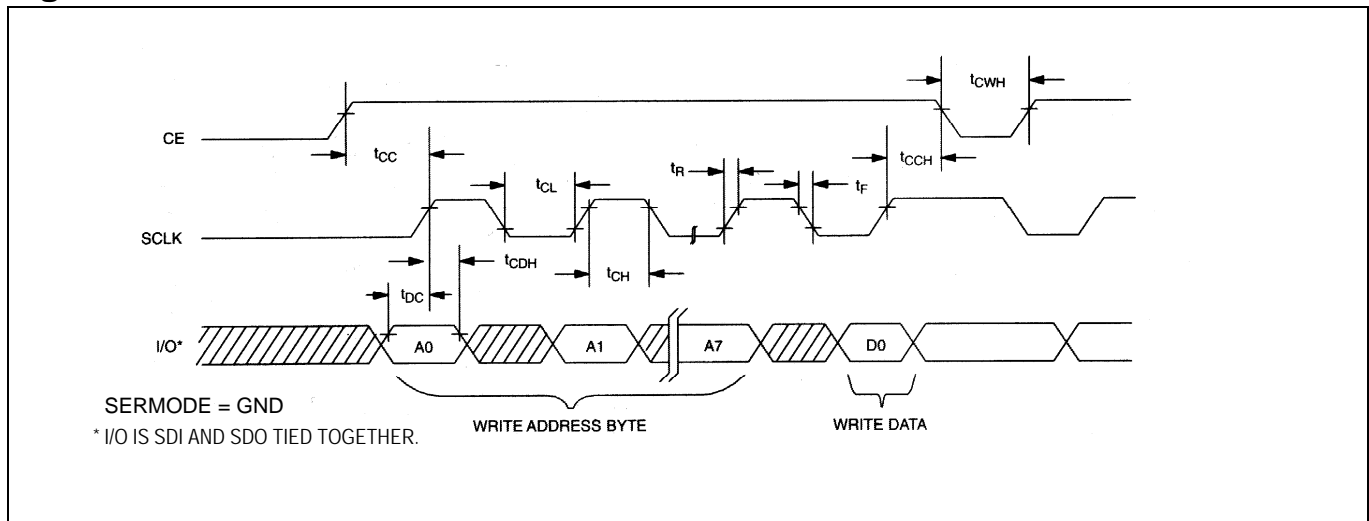 tCWH
CE
tCC
tCCH
tR
tF
tCL
SCLK
tCDH
tCH
tDC
I/O*
A0
A1
A7
D0
SERMODE = GND
WRITE ADDRESS BYTE
WRITE DATA
* I/O IS SDI AND SDO TIED TOGETHER.